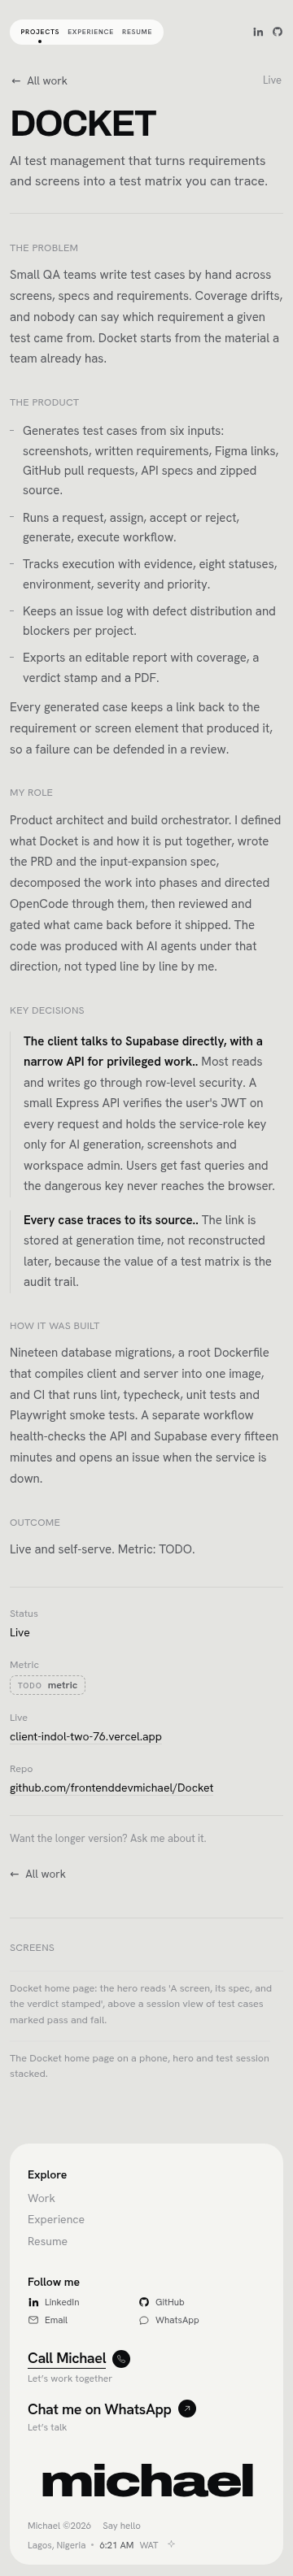 PROJECTS EXPERIENCE RESUME
← All work
Live
DOCKET
AI test management that turns requirements
and screens into a test matrix you can trace.
THE PROBLEM
Small QA teams write test cases by hand across
screens, specs and requirements. Coverage drifts,
and nobody can say which requirement a given
test came from. Docket starts from the material a
team already has.
THE PRODUCT
– Generates test cases from six inputs:
screenshots, written requirements, Figma links,
GitHub pull requests, API specs and zipped
source.
– Runs a request, assign, accept or reject,
generate, execute workflow.
– Tracks execution with evidence, eight statuses,
environment, severity and priority.
– Keeps an issue log with defect distribution and
blockers per project.
– Exports an editable report with coverage, a
verdict stamp and a PDF.
Every generated case keeps a link back to the
requirement or screen element that produced it,
so a failure can be defended in a review.
MY ROLE
Product architect and build orchestrator. I defined
what Docket is and how it is put together, wrote
the PRD and the input-expansion spec,
decomposed the work into phases and directed
OpenCode through them, then reviewed and
gated what came back before it shipped. The
code was produced with AI agents under that
direction, not typed line by line by me.
KEY DECISIONS
The client talks to Supabase directly, with a
narrow API for privileged work.. Most reads
and writes go through row-level security. A
small Express API verifies the user's JWT on
every request and holds the service-role key
only for AI generation, screenshots and
workspace admin. Users get fast queries and
the dangerous key never reaches the browser.
Every case traces to its source.. The link is
stored at generation time, not reconstructed
later, because the value of a test matrix is the
audit trail.
HOW IT WAS BUILT
Nineteen database migrations, a root Dockerfile
that compiles client and server into one image,
and CI that runs lint, typecheck, unit tests and
Playwright smoke tests. A separate workflow
health-checks the API and Supabase every fifteen
minutes and opens an issue when the service is
down.
OUTCOME
Live and self-serve. Metric: TODO.
Status
Live
Metric
TODO metric
Live
client-indol-two-76.vercel.app
Repo
github.com/frontenddevmichael/Docket
Want the longer version? Ask me about it.
← All work
SCREENS
Docket home page: the hero reads 'A screen, its spec, and
the verdict stamped', above a session view of test cases
marked pass and fail.
The Docket home page on a phone, hero and test session
stacked.
Explore
Work
Experience
Resume
Follow me
LinkedIn GitHub
Email WhatsApp
Call Michael
Let's work together
Chat me on WhatsApp
Let's talk
michael
Michael ©2026 Say hello
Lagos, Nigeria • 6:21 AM WAT